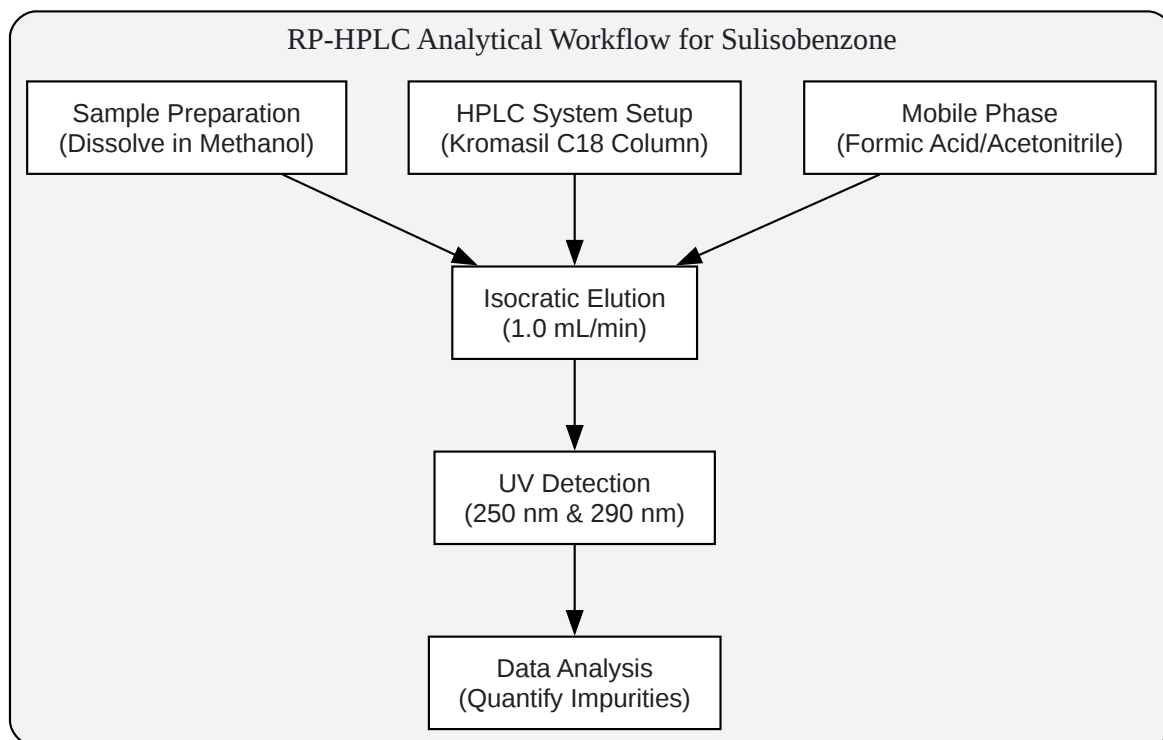 RP-HPLC Analytical Workflow for Sulisobenzone
Sample Preparation
(Dissolve in Methanol)
HPLC System Setup
(Kromasil C18 Column)
Mobile Phase
(Formic Acid/Acetonitrile)
Isocratic Elution
(1.0 mL/min)
UV Detection
(250 nm & 290 nm)
Data Analysis
(Quantify Impurities)